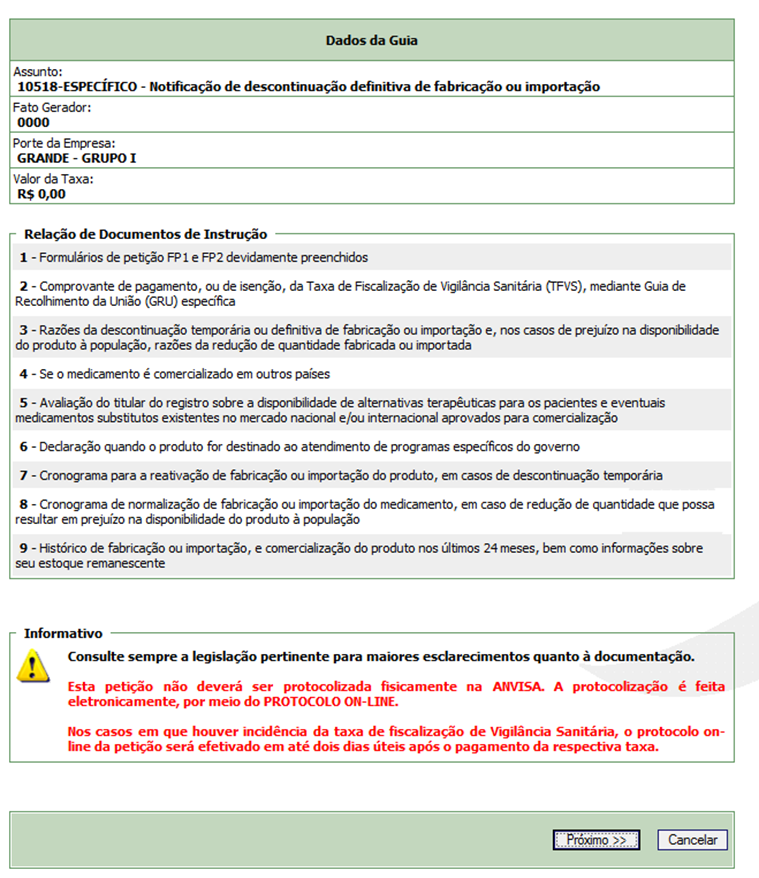 Dados da Guia
Assunto:
10518-ESPECÍFICO - Notificação de descontinuação definitiva de fabricação ou importação
Fato Gerador:
0000
Porte da Empresa:
GRANDE - GRUPO I
Valor da Taxa:
R$ 0,00
Relação de Documentos de Instrução
1 - Formulários de petição FP1 e FP2 devidamente preenchidos
2 - Comprovante de pagamento, ou de isenção, da Taxa de Fiscalização de Vigilância Sanitária (TFVS), mediante Guia de
Recolhimento da União (GRU) específica
3 - Razões da descontinuação temporária ou definitiva de fabricação ou importação e, nos casos de prejuízo na disponibilidade
do produto à população, razões da redução de quantidade fabricada ou importada
4 - Se o medicamento é comercializado em outros países
5 - Avaliação do titular do registro sobre a disponibilidade de alternativas terapêuticas para os pacientes e eventuais
medicamentos substitutos existentes no mercado nacional e/ou internacional aprovados para comercialização
6 - Declaração quando o produto for destinado ao atendimento de programas específicos do governo
7 - Cronograma para a reativação de fabricação ou importação do produto, em casos de descontinuação temporária
8 - Cronograma de normalização de fabricação ou importação do medicamento, em caso de redução de quantidade que possa
resultar em prejuízo na disponibilidade do produto à população
9 - Histórico de fabricação ou importação, e comercialização do produto nos últimos 24 meses, bem como informações sobre
seu estoque remanescente
Informativo
Consulte sempre a legislação pertinente para maiores esclarecimentos quanto à documentação.
Esta petição não deverá ser protocolizada fisicamente na ANVISA. A protocolização é feita
eletronicamente, por meio do PROTOCOLO ON-LINE.
Nos casos em que houver incidência da taxa de fiscalização de Vigilância Sanitária, o protocolo on-
line da petição será efetivado em até dois dias úteis após o pagamento da respectiva taxa.
Próximo >>
Cancelar